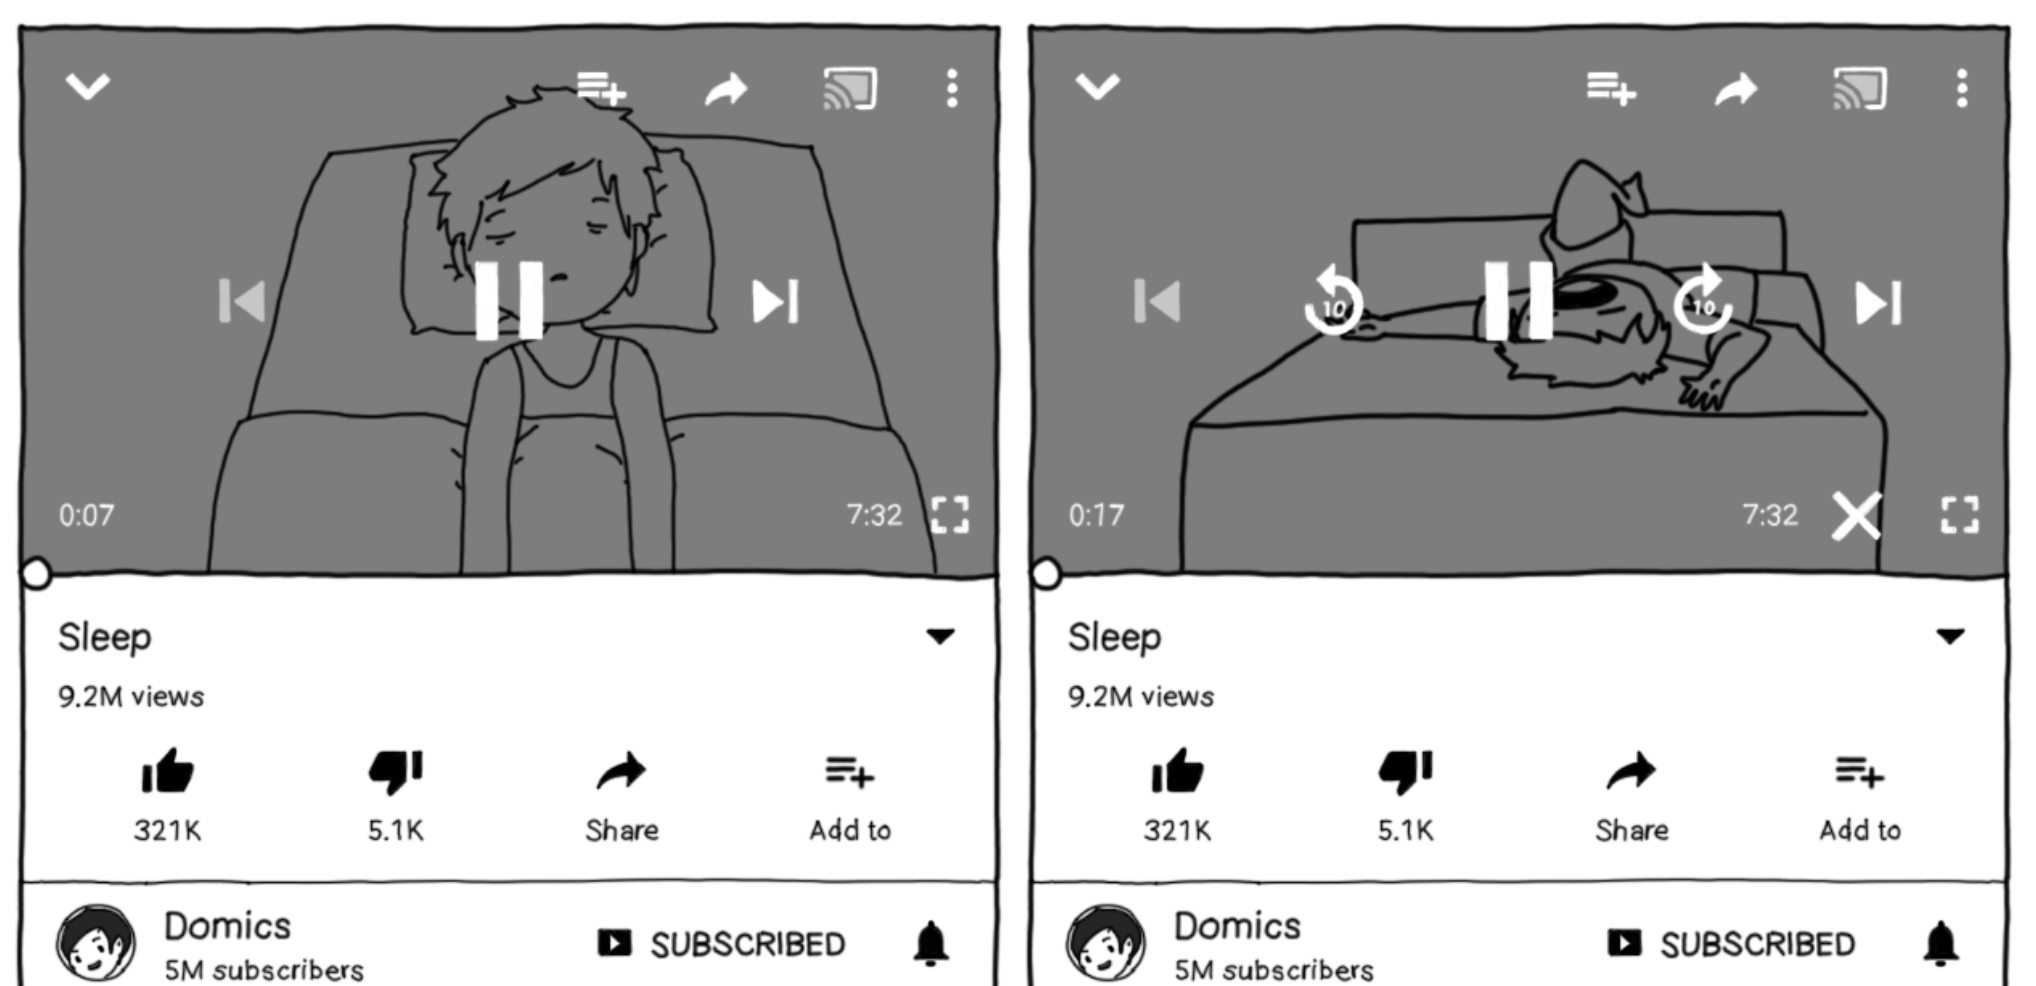 0:07
7:32
Sleep
9.2M views
321K
5.1K
Share
Add to
Domics
5M subscribers
SUBSCRIBED
10
10
0:17
7:32
Sleep
9.2M views
321K
5.1K
Share
Add to
Domics
5M subscribers
SUBSCRIBED